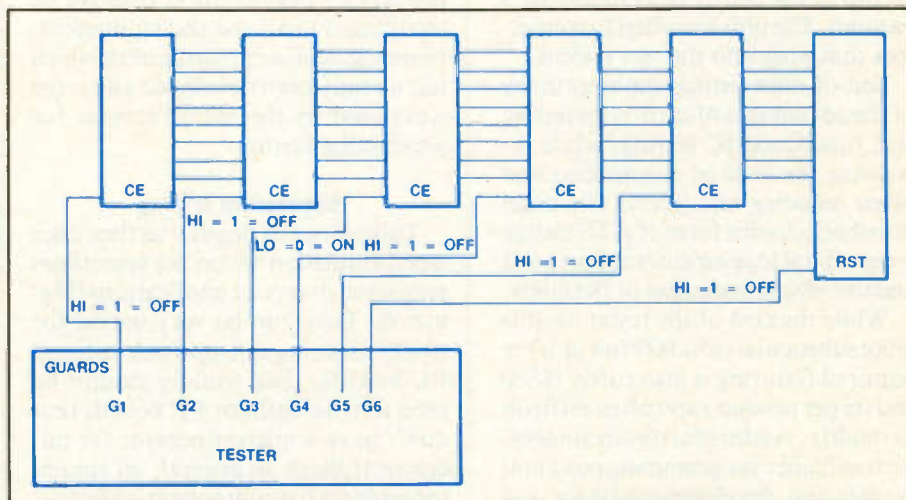 CE CE CE CE CE
HI = 1 = OFF
LO =0 = ON HI = 1 = OFF
HI =1 = OFF
RST
HI = 1 = OFF
HI = 1 = OFF
GUARDS
G1 G2 G3 G4 G5 G6
TESTER